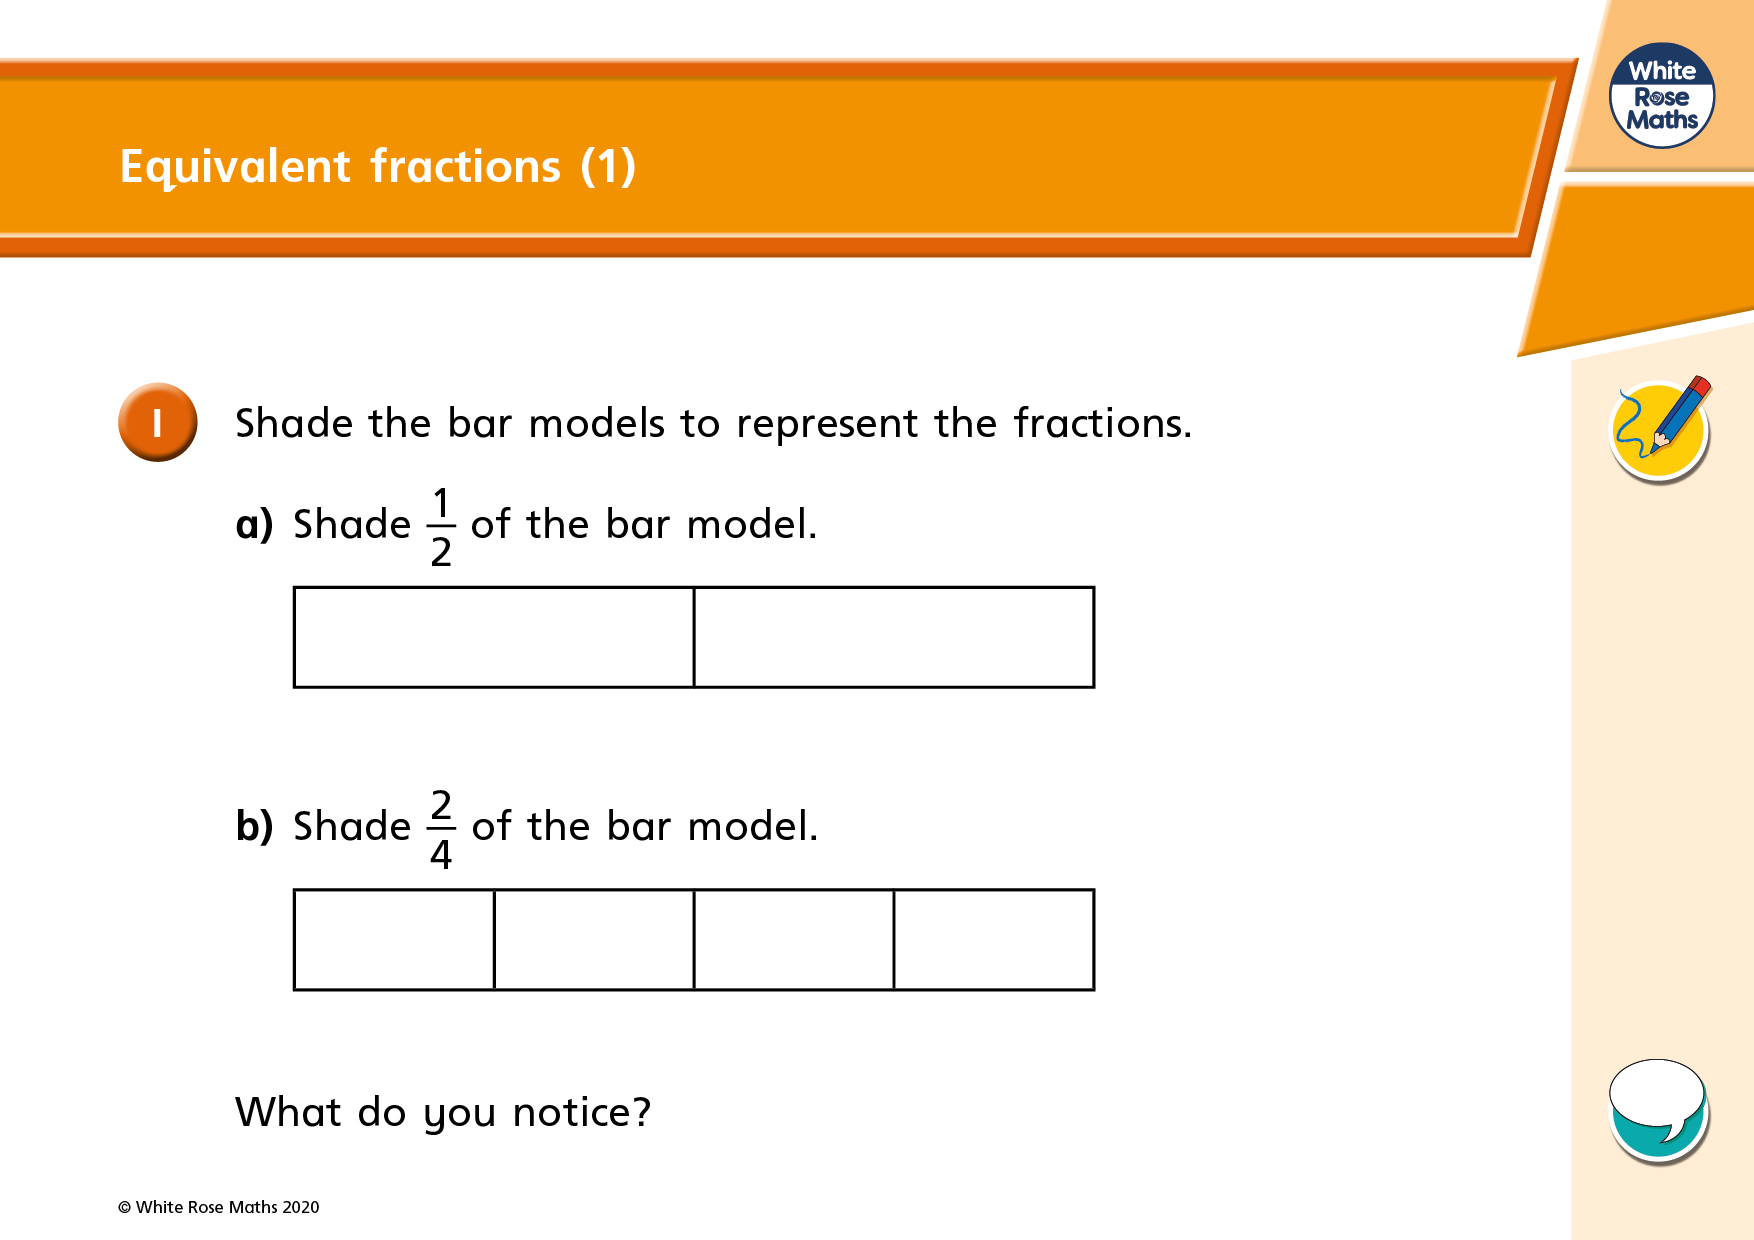 White
Rose
Maths
Equivalent fractions (1)
1 Shade the bar models to represent the fractions.
a) Shade 1/2 of the bar model.
b) Shade 2/4 of the bar model.
What do you notice?
© White Rose Maths 2020